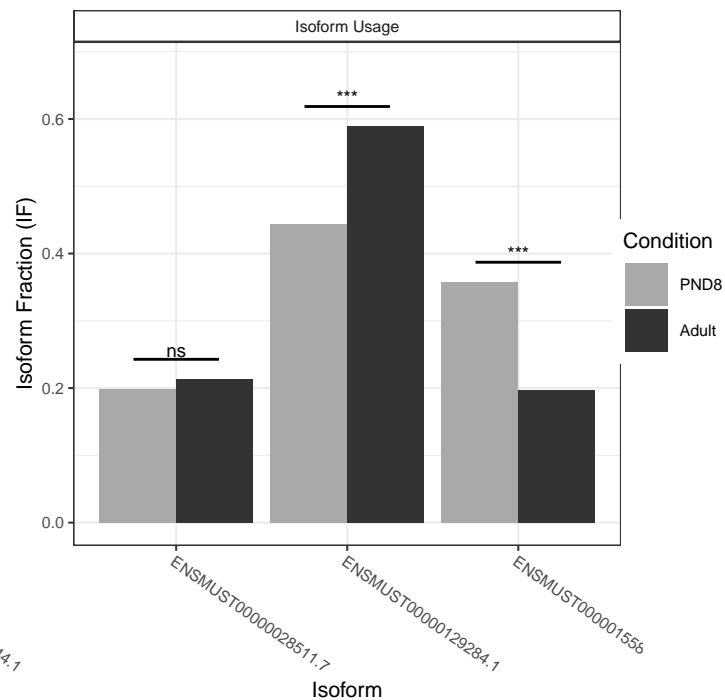 Isoform Usage
***
0.6
***
0.4
ns
0.2
0.0
Isoform Fraction (IF)
Condition
PND8
Adult
ENSMUST00000028511.7
ENSMUST00000129284.1
ENSMUST000001558
4.1
Isoform